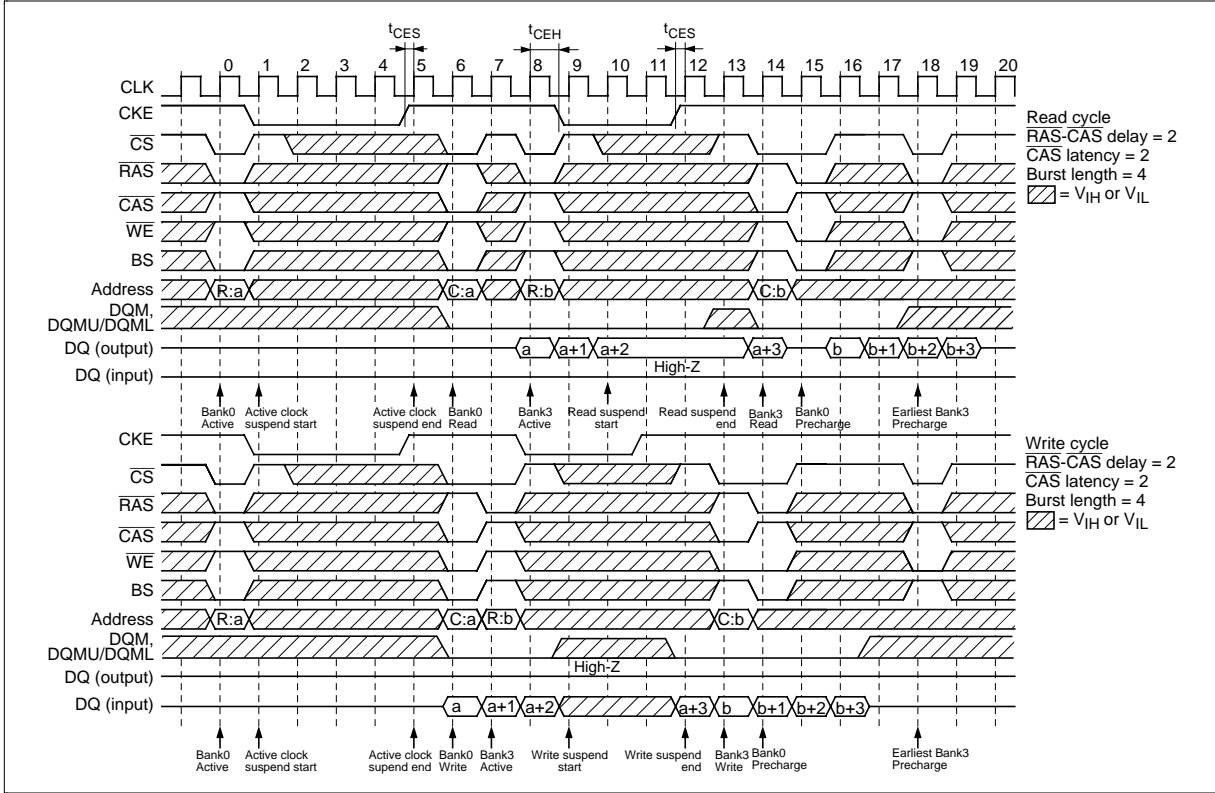 tCES tCEH tCES
0 1 2 3 4 5 6 7 8 9 10 11 12 13 14 15 16 17 18 19 20
CLK
CKE
CS
RAS
CAS
WE
BS
Address R:a C:a R:b C:b
DQM,
DQMU/DQML
DQ (output) a a+1 a+2 a+3 b b+1 b+2 b+3
High-Z
DQ (input)
Bank0 Active
Active clock suspend start
Active clock suspend end
Bank0 Read
Bank3 Active
Read suspend start
Read suspend end
Bank3 Read
Bank0 Precharge
Earliest Bank3 Precharge
Read cycle
RAS-CAS delay = 2
CAS latency = 2
Burst length = 4
= VIH or VIL
CKE
CS
RAS
CAS
WE
BS
Address R:a C:a R:b C:b
DQM,
DQMU/DQML
High-Z
DQ (output)
DQ (input) a a+1 a+2 a+3 b b+1 b+2 b+3
Bank0 Active
Active clock suspend start
Active clock supend end
Bank0 Write
Bank3 Active
Write suspend start
Write suspend end
Bank3 Write
Bank0 Precharge
Earliest Bank3 Precharge
Write cycle
RAS-CAS delay = 2
CAS latency = 2
Burst length = 4
= VIH or VIL